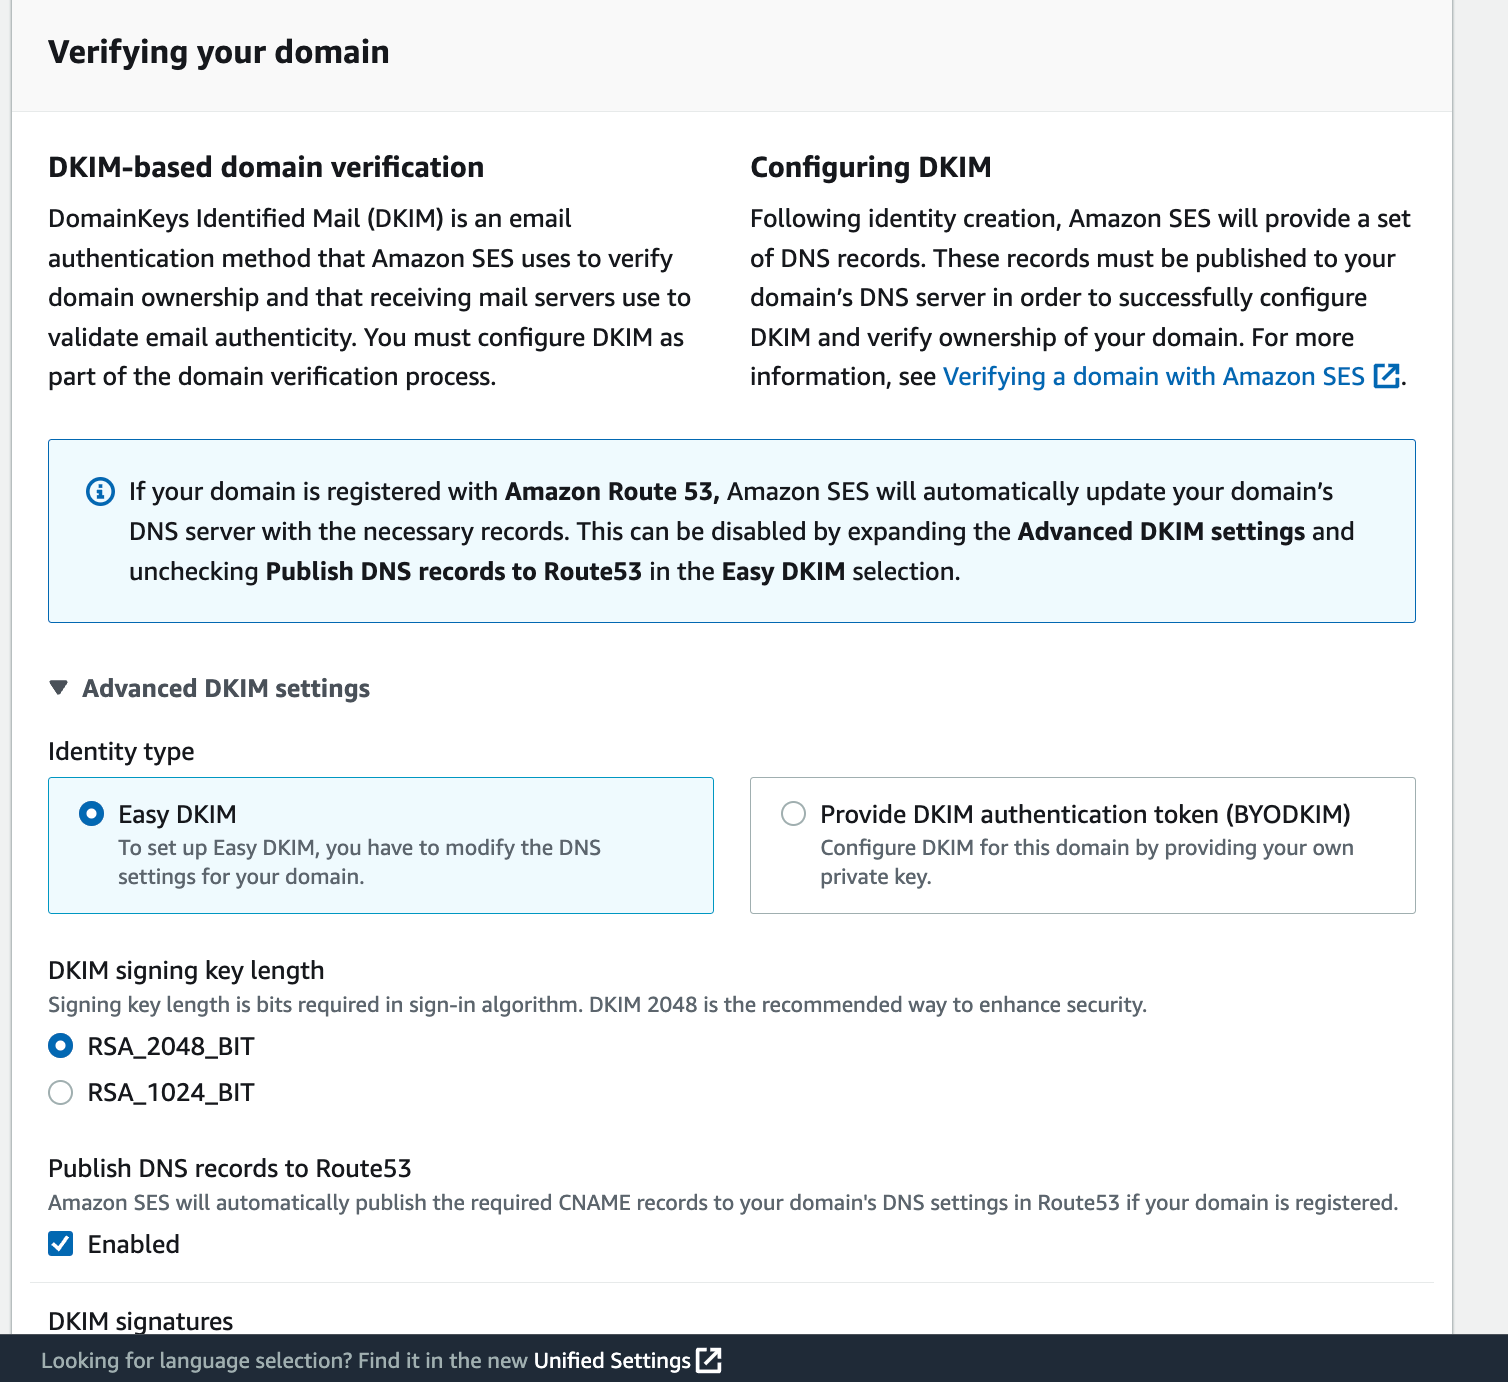 Verifying your domain
DKIM-based domain verification
DomainKeys Identified Mail (DKIM) is an email
authentication method that Amazon SES uses to verify
domain ownership and that receiving mail servers use to
validate email authenticity. You must configure DKIM as
part of the domain verification process.
Configuring DKIM
Following identity creation, Amazon SES will provide a set
of DNS records. These records must be published to your
domain’s DNS server in order to successfully configure
DKIM and verify ownership of your domain. For more
information, see Verifying a domain with Amazon SES.
If your domain is registered with Amazon Route 53, Amazon SES will automatically update your domain’s
DNS server with the necessary records. This can be disabled by expanding the Advanced DKIM settings and
unchecking Publish DNS records to Route53 in the Easy DKIM selection.
Advanced DKIM settings
Identity type
Easy DKIM
To set up Easy DKIM, you have to modify the DNS
settings for your domain.
Provide DKIM authentication token (BYODKIM)
Configure DKIM for this domain by providing your own
private key.
DKIM signing key length
Signing key length is bits required in sign-in algorithm. DKIM 2048 is the recommended way to enhance security.
RSA_2048_BIT
RSA_1024_BIT
Publish DNS records to Route53
Amazon SES will automatically publish the required CNAME records to your domain's DNS settings in Route53 if your domain is registered.
Enabled
DKIM signatures
Looking for language selection? Find it in the new Unified Settings